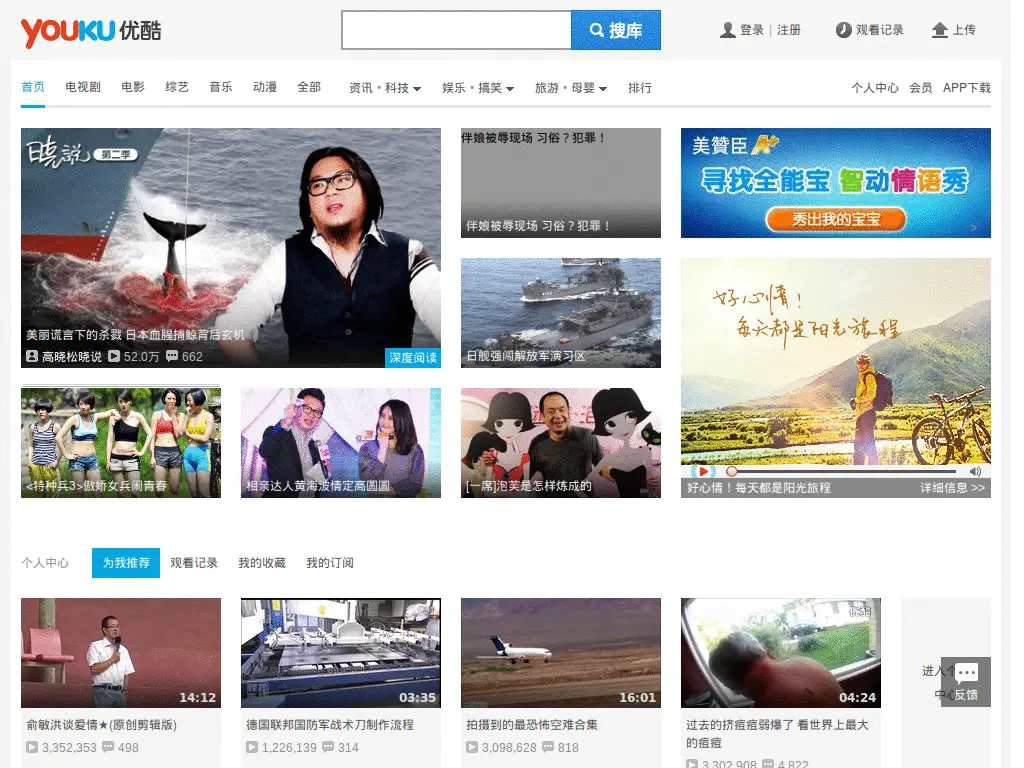 YOUKU优酷
搜库
登录 | 注册
观看记录
上传
首页 电视剧 电影 综艺 音乐 动漫 全部 资讯·科技 娱乐·搞笑 旅游·母婴 排行
个人中心 会员 APP下载
晓说 第二季
美丽谎言下的杀戮 日本血腥捕鲸背后玄机
高晓松晓说 52.0万 662
深度阅读
伴娘被辱现场 习俗？犯罪！
伴娘被辱现场 习俗？犯罪！
美赞臣 A+
寻找全能宝 智动情语秀
秀出我的宝宝 >
日舰强闯解放军演习区
好心情！
每天都是阳光旅程
好心情！每天都是阳光旅程
详细信息 >>
<特种兵3>傲娇女兵闹青春
相亲达人黄海波情定高圆圆
[一席]泡芙是怎样炼成的
个人中心 为我推荐 观看记录 我的收藏 我的订阅
14:12
俞敏洪谈爱情★(原创剪辑版)
3,352,353 498
03:35
德国联邦国防军战术刀制作流程
1,226,139 314
16:01
拍摄到的最恐怖空难合集
3,098,628 818
优酷
04:24
过去的挤痘痘弱爆了 看世界上最大
的痘痘
3,302,908 4,822
进入个
中心
反馈